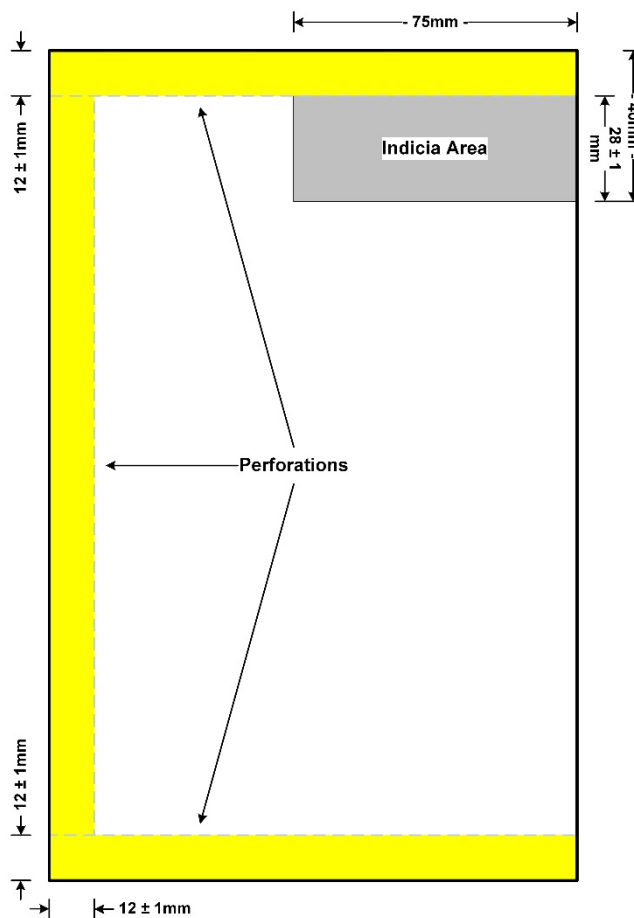 - 75mm -
12 ± 1mm
Indicia Area
28 ± 1
mm
- 40mm -
Perforations
12 ± 1mm
12 ± 1mm